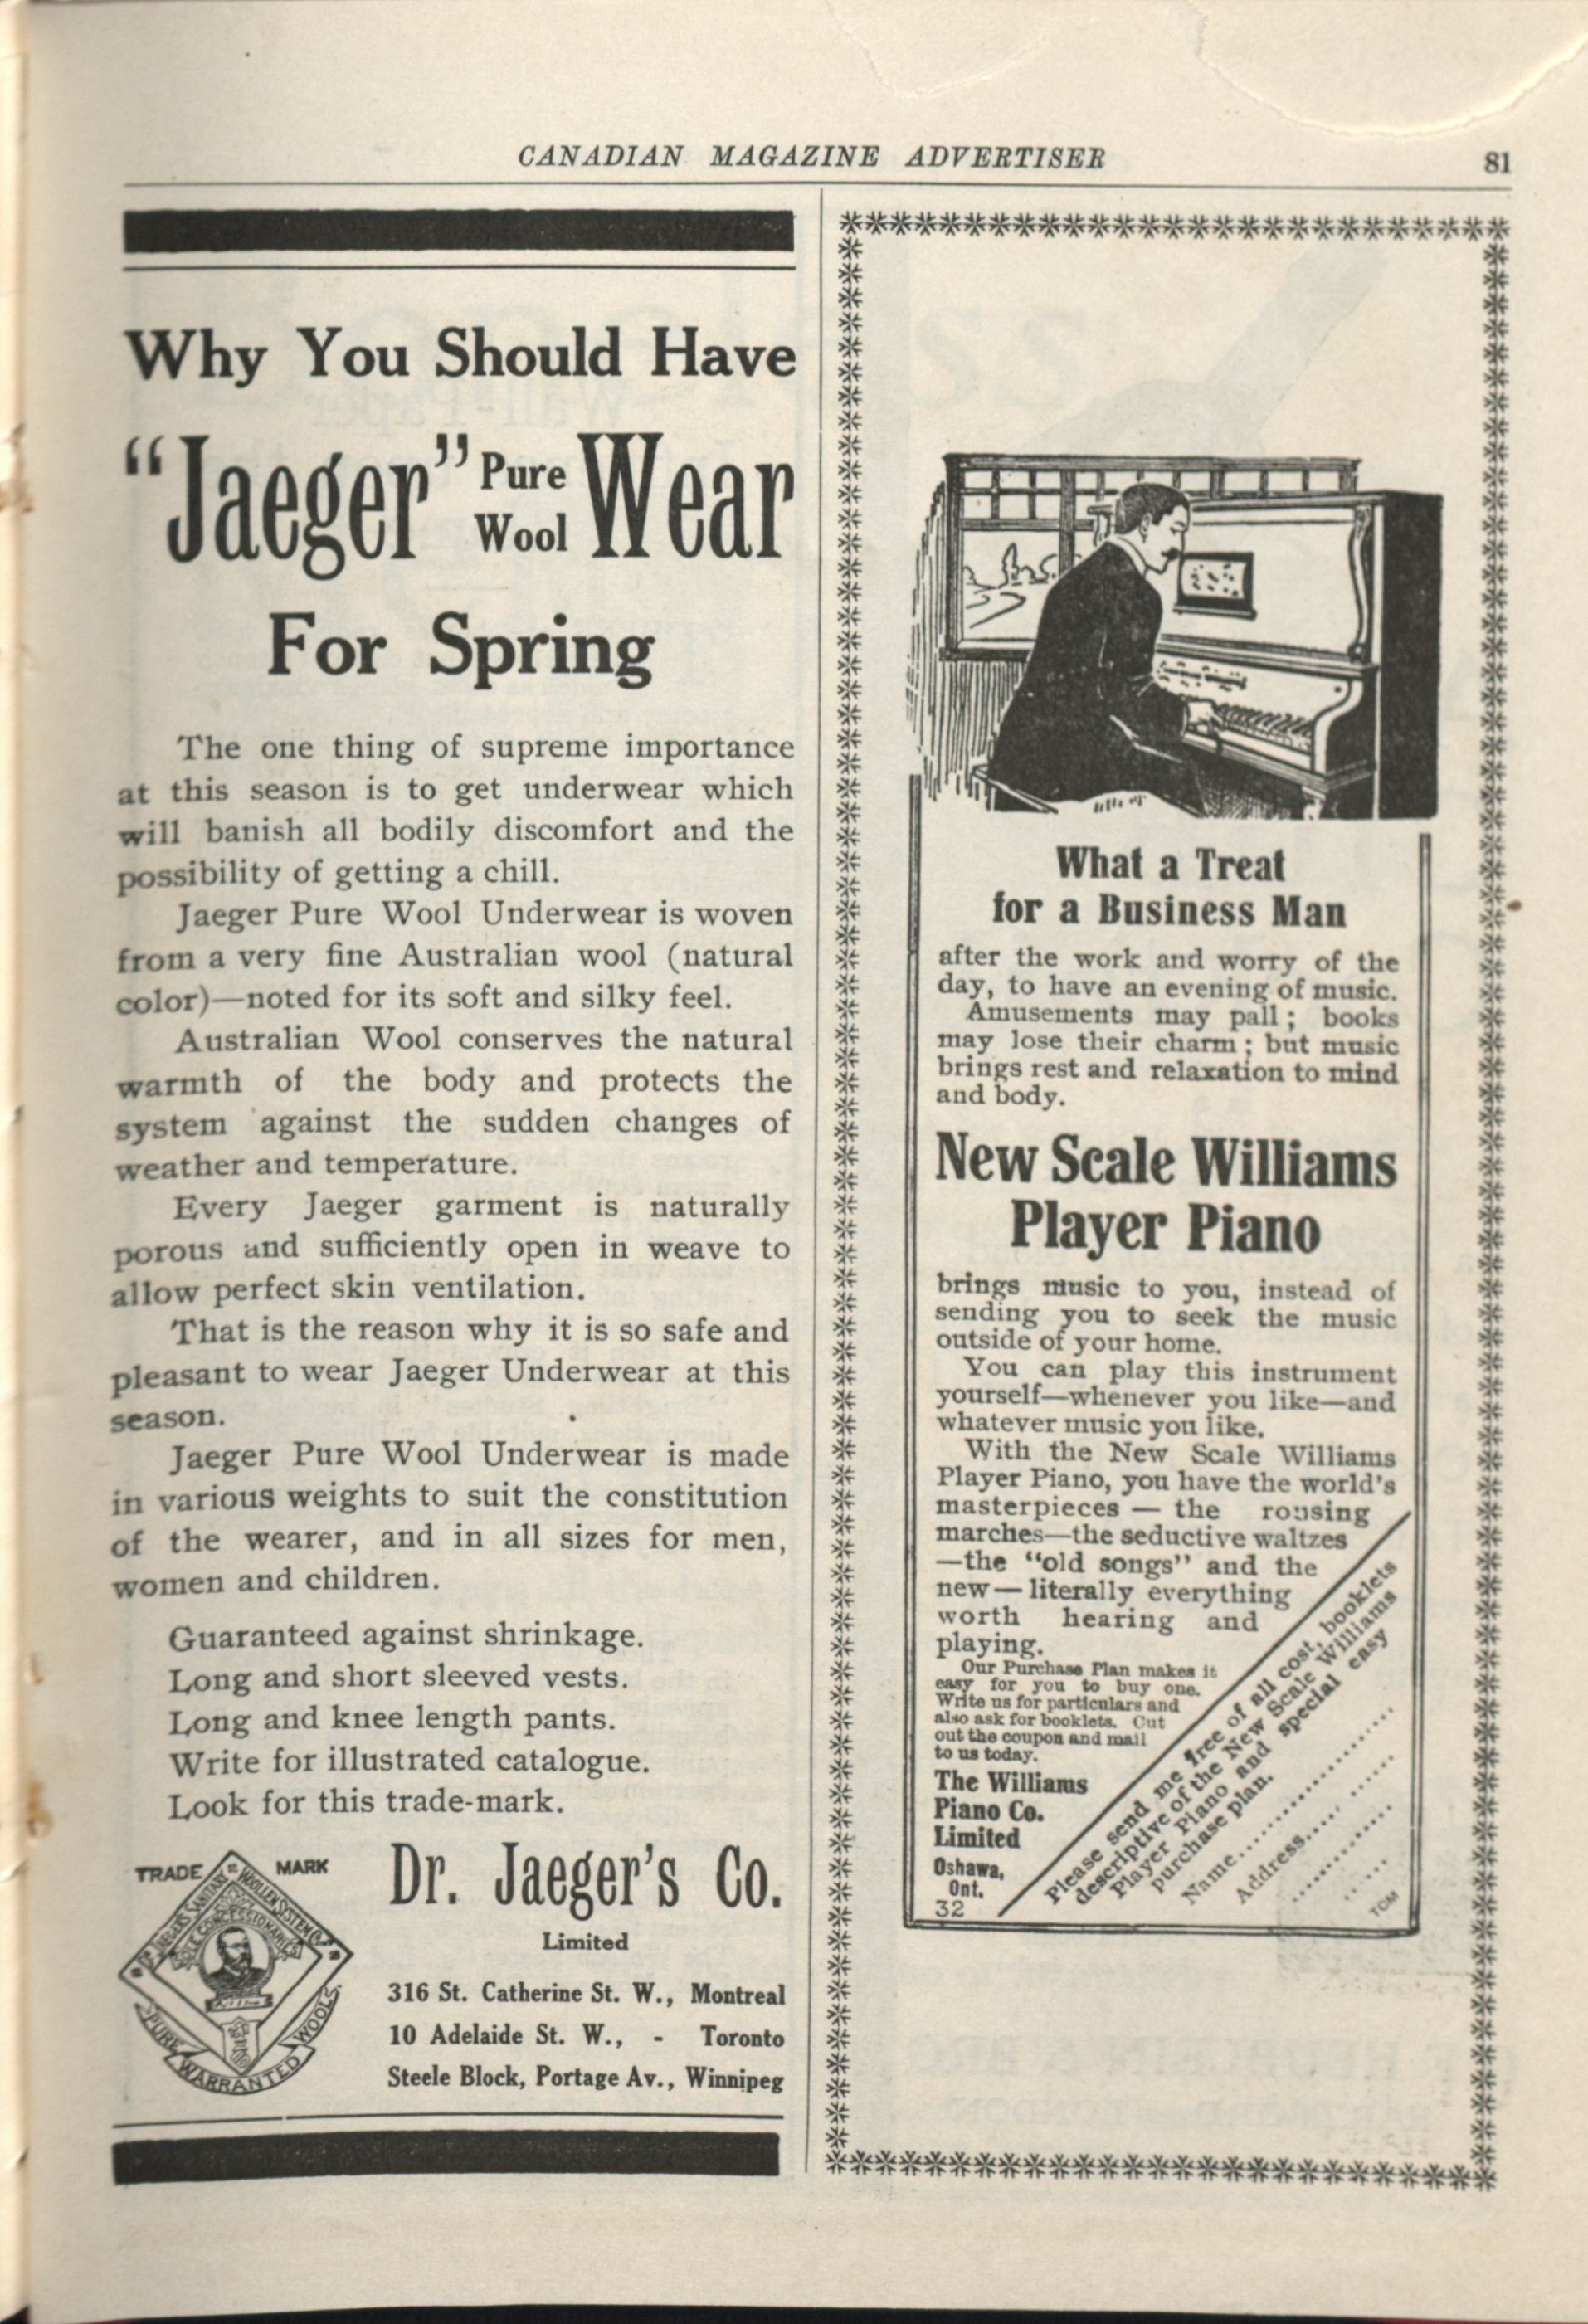 CANADIAN MAGAZINE ADVERTISER
81
Why You Should Have
"Jaeger" Pure Wool Wear
For Spring
The one thing of supreme importance
at this season is to get underwear which
will banish all bodily discomfort and the
possibility of getting a chill.
Jaeger Pure Wool Underwear is woven
from a very fine Australian wool (natural
color)—noted for its soft and silky feel.
Australian Wool conserves the natural
warmth of the body and protects the
system against the sudden changes of
weather and temperature.
Every Jaeger garment is naturally
porous and sufficiently open in weave to
allow perfect skin ventilation.
That is the reason why it is so safe and
pleasant to wear Jaeger Underwear at this
season.
Jaeger Pure Wool Underwear is made
in various weights to suit the constitution
of the wearer, and in all sizes for men,
women and children.
Guaranteed against shrinkage.
Long and short sleeved vests.
Long and knee length pants.
Write for illustrated catalogue.
Look for this trade-mark.
TRADE MARK
DR JAEGER'S SANITARY WOOLLEN SYSTEM Co.
SOLE CONCESSIONAIRES
PURE
WARRANTED
WOOLS.
Dr. Jaeger's Co.
Limited
316 St. Catherine St. W., Montreal
10 Adelaide St. W., - Toronto
Steele Block, Portage Av., Winnipeg
What a Treat
for a Business Man
after the work and worry of the
day, to have an evening of music.
Amusements may pall; books
may lose their charm; but music
brings rest and relaxation to mind
and body.
New Scale Williams
Player Piano
brings music to you, instead of
sending you to seek the music
outside of your home.
You can play this instrument
yourself—whenever you like—and
whatever music you like.
With the New Scale Williams
Player Piano, you have the world's
masterpieces — the rousing
marches—the seductive waltzes
—the "old songs" and the
new—literally everything
worth hearing and
playing.
Our Purchase Plan makes it
easy for you to buy one.
Write us for particulars and
also ask for booklets. Cut
out the coupon and mail
to us today.
The Williams
Piano Co.
Limited
Oshawa,
Ont.
32
Please send me free of all cost, booklets
descriptive of the New Scale Williams
Player Piano and special easy
purchase plan.
Name....................
Address..... ......
............
......
TCM